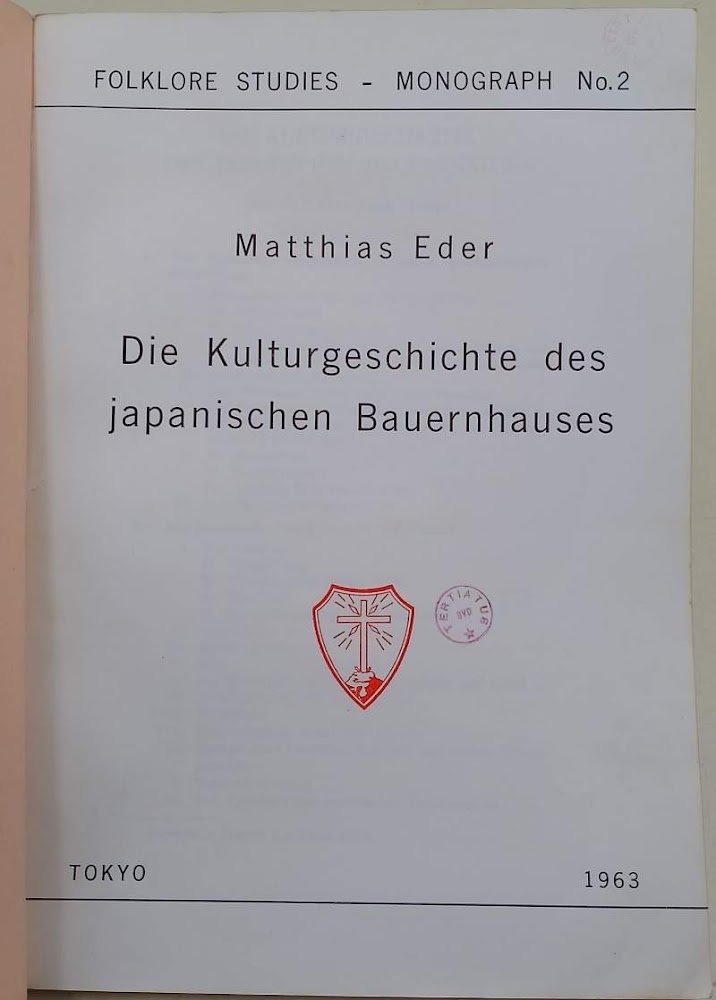 FOLKLORE STUDIES - MONOGRAPH No.2
Matthias Eder
Die Kulturgeschichte des
japanischen Bauernhauses
TERTIATUS
SVD
TOKYO
1963